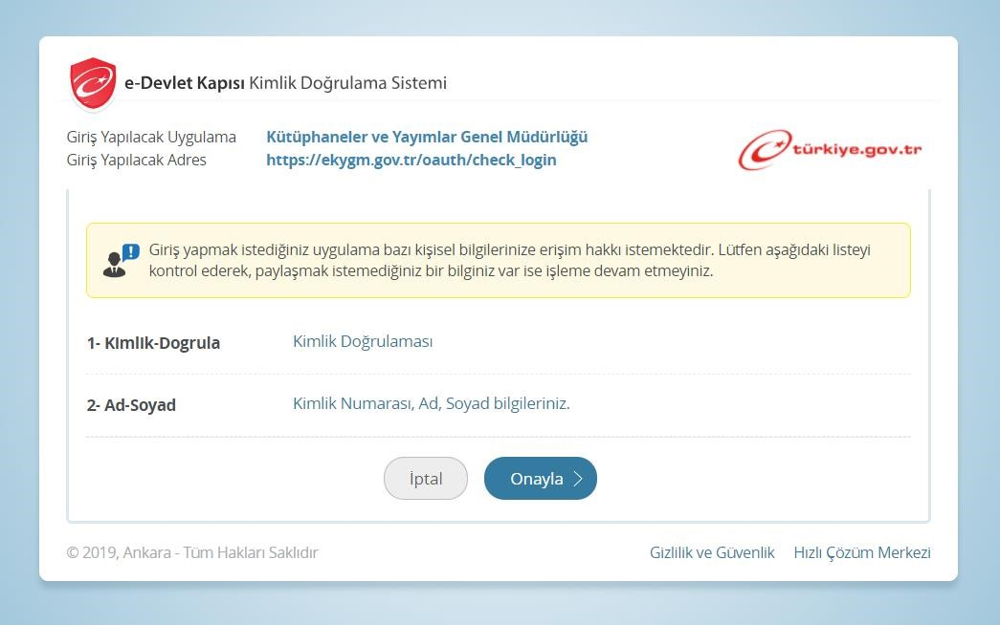 e-Devlet Kapısı Kimlik Doğrulama Sistemi
Giriş Yapılacak Uygulama Kütüphaneler ve Yayımlar Genel Müdürlüğü
Giriş Yapılacak Adres https://ekygm.gov.tr/oauth/check_login
türkiye.gov.tr
Giriş yapmak istediğiniz uygulama bazı kişisel bilgilerinize erişim hakkı istemektedir. Lütfen aşağıdaki listeyi
kontrol ederek, paylaşmak istemediğiniz bir bilginiz var ise işleme devam etmeyiniz.
1- Kimlik-Dogrula Kimlik Doğrulaması
2- Ad-Soyad Kimlik Numarası, Ad, Soyad bilgileriniz.
İptal Onayla
© 2019, Ankara - Tüm Hakları Saklıdır Gizlilik ve Güvenlik Hızlı Çözüm Merkezi